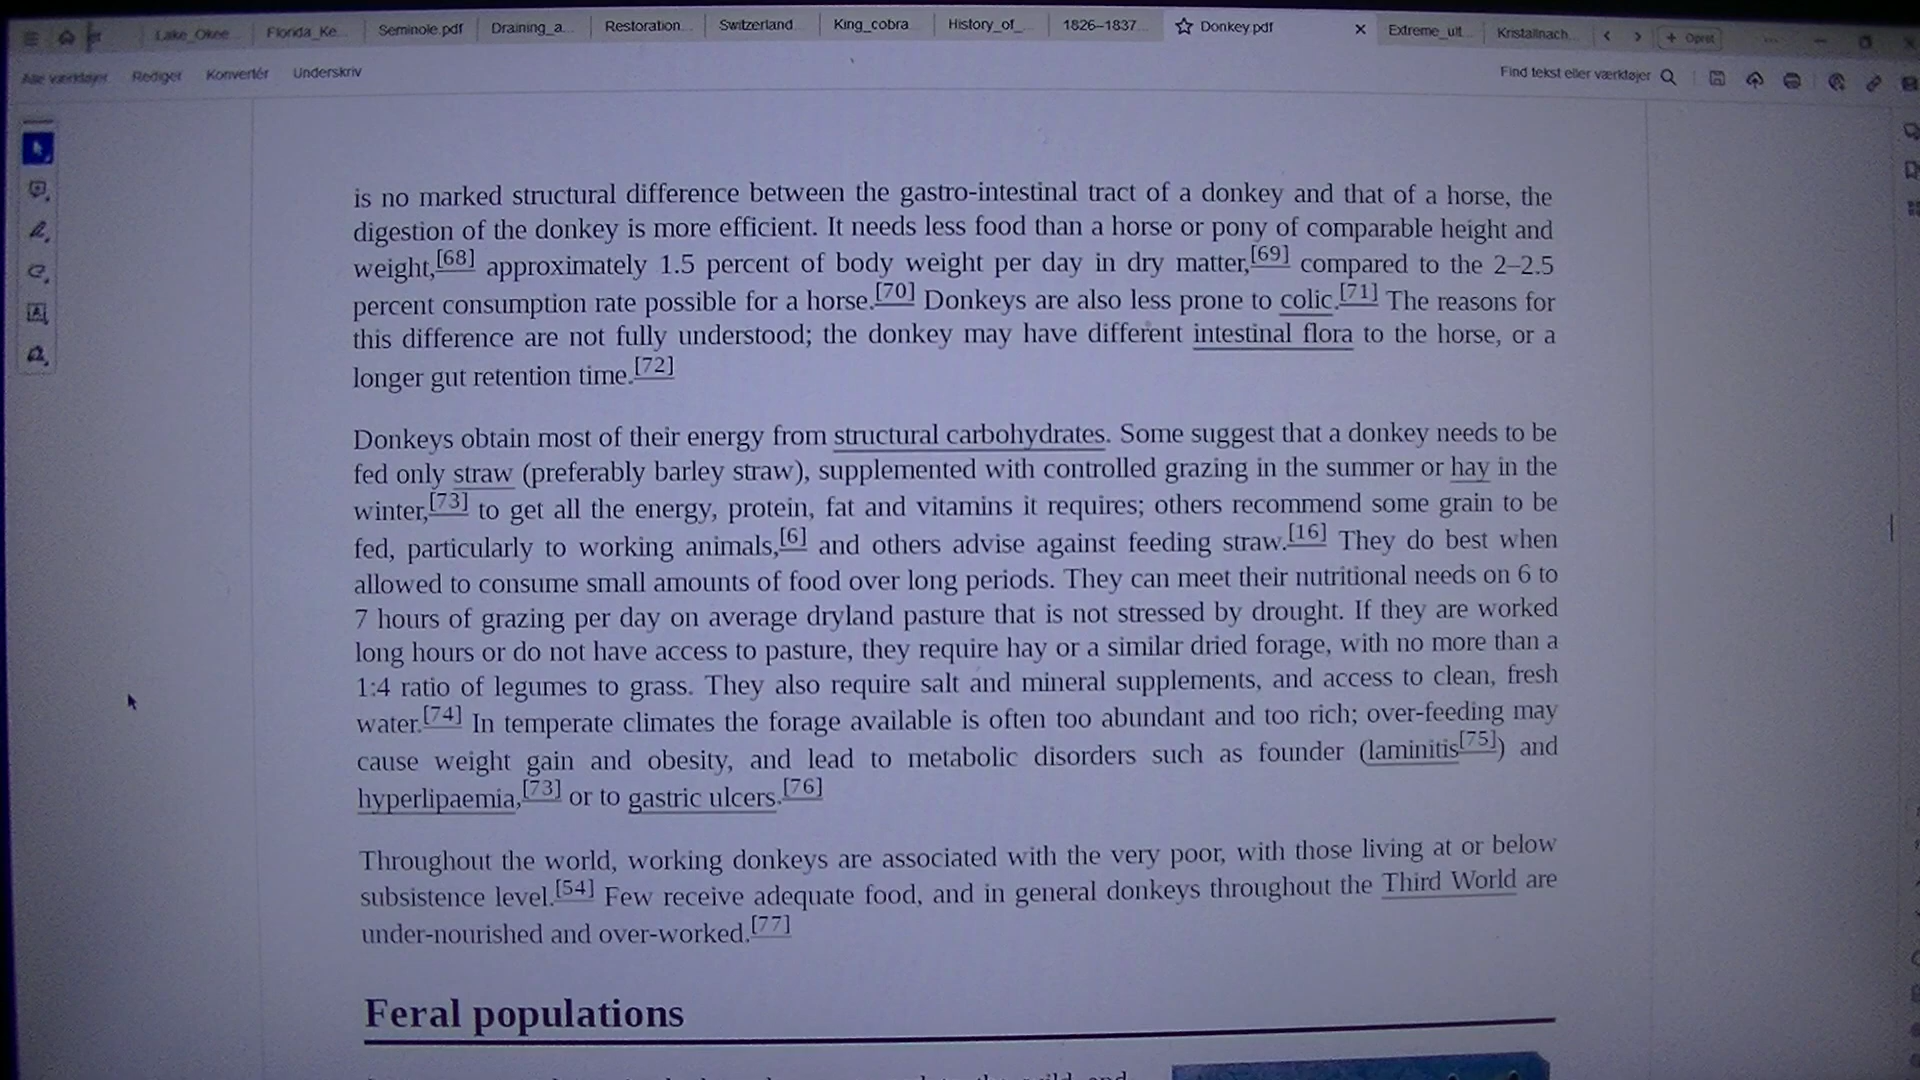 Lake_Okee...
Florida_Ke...
Seminole.pdf
Draining_a...
Restoration...
Switzerland...
King_cobra...
History_of_...
1826–1837...
Donkey.pdf
Extreme_ult...
Kristallnach...
+ Opret
Alle værktøjer Rediger Konvertér Underskriv
Find tekst eller værktøjer
is no marked structural difference between the gastro-intestinal tract of a donkey and that of a horse, the
digestion of the donkey is more efficient. It needs less food than a horse or pony of comparable height and
weight,[68] approximately 1.5 percent of body weight per day in dry matter,[69] compared to the 2–2.5
percent consumption rate possible for a horse.[70] Donkeys are also less prone to colic.[71] The reasons for
this difference are not fully understood; the donkey may have different intestinal flora to the horse, or a
longer gut retention time.[72]
Donkeys obtain most of their energy from structural carbohydrates. Some suggest that a donkey needs to be
fed only straw (preferably barley straw), supplemented with controlled grazing in the summer or hay in the
winter,[73] to get all the energy, protein, fat and vitamins it requires; others recommend some grain to be
fed, particularly to working animals,[6] and others advise against feeding straw.[16] They do best when
allowed to consume small amounts of food over long periods. They can meet their nutritional needs on 6 to
7 hours of grazing per day on average dryland pasture that is not stressed by drought. If they are worked
long hours or do not have access to pasture, they require hay or a similar dried forage, with no more than a
1:4 ratio of legumes to grass. They also require salt and mineral supplements, and access to clean, fresh
water.[74] In temperate climates the forage available is often too abundant and too rich; over-feeding may
cause weight gain and obesity, and lead to metabolic disorders such as founder (laminitis[75]) and
hyperlipaemia,[73] or to gastric ulcers.[76]
Throughout the world, working donkeys are associated with the very poor, with those living at or below
subsistence level.[54] Few receive adequate food, and in general donkeys throughout the Third World are
under-nourished and over-worked.[77]
Feral populations